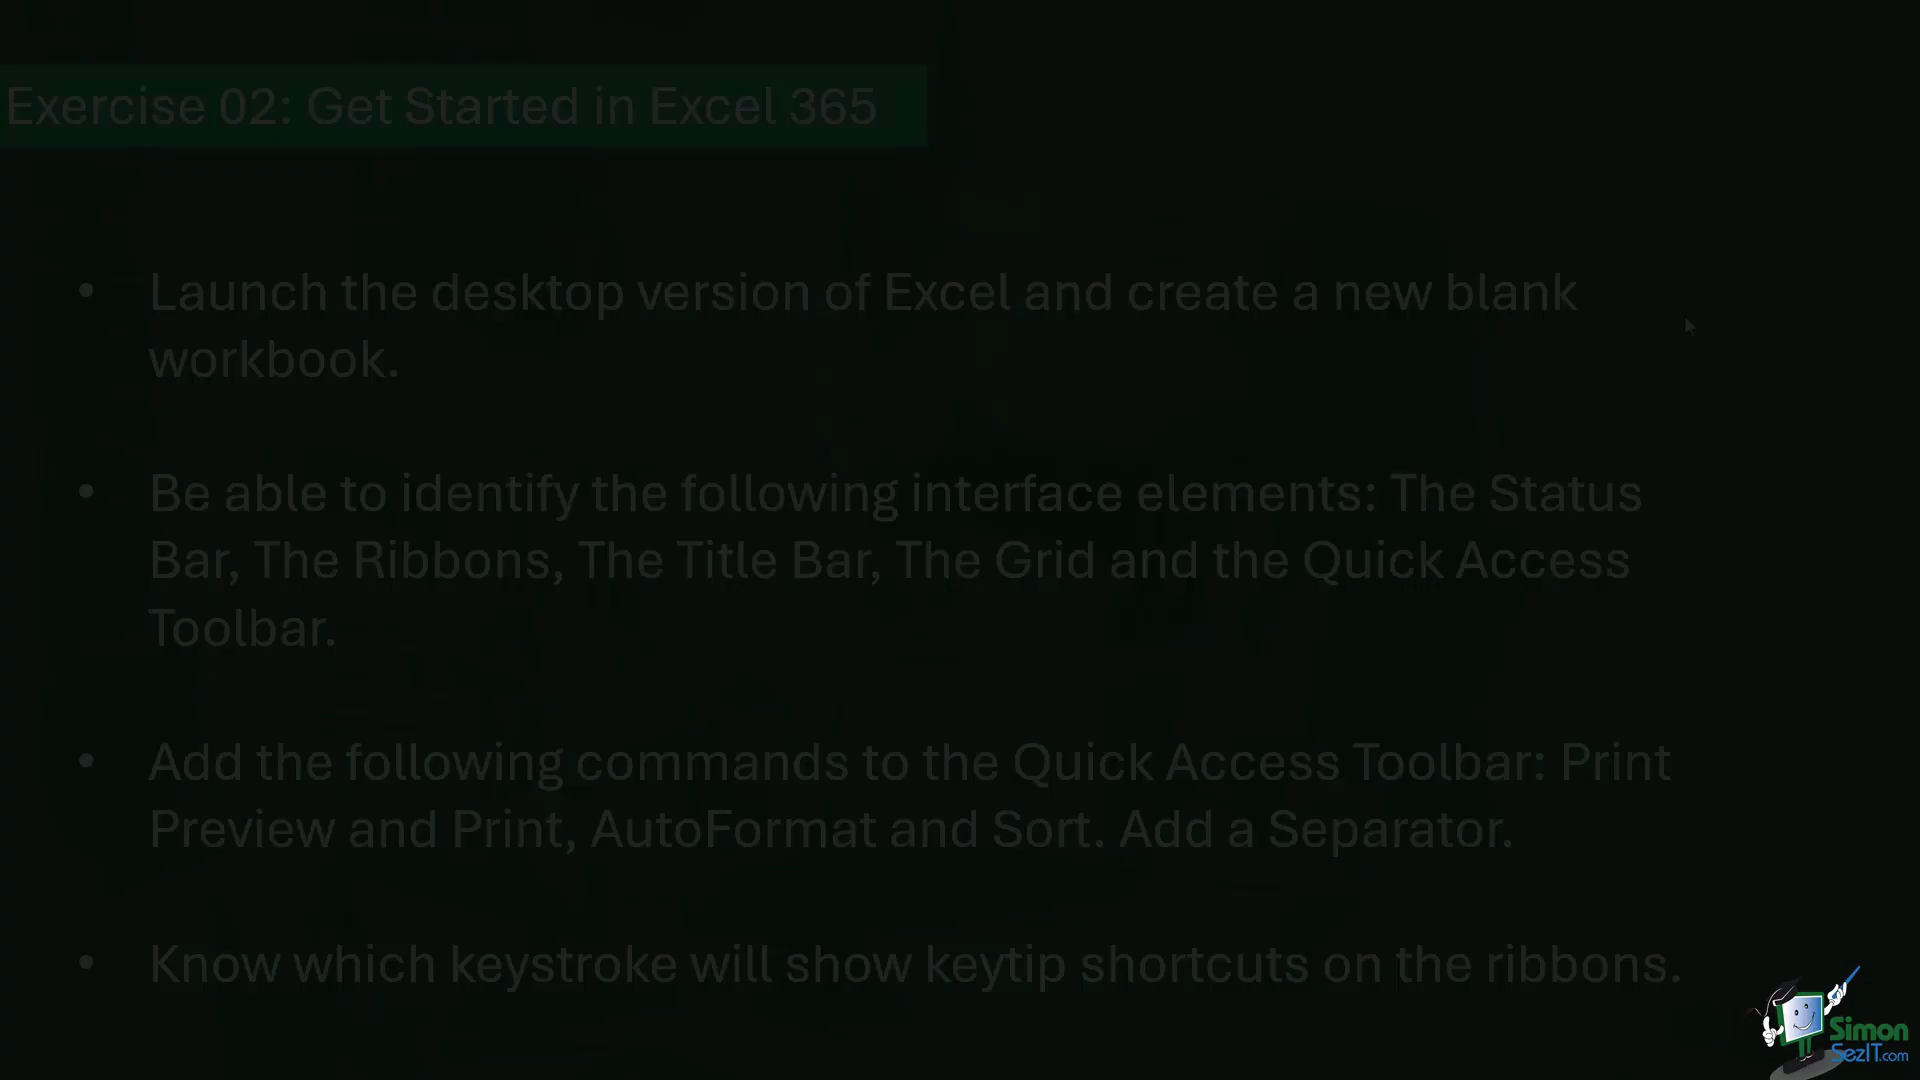 Exercise 02: Get Started in Excel 365
• Launch the desktop version of Excel and create a new blank
workbook.
• Be able to identify the following interface elements: The Status
Bar, The Ribbons, The Title Bar, The Grid and the Quick Access
Toolbar.
• Add the following commands to the Quick Access Toolbar: Print
Preview and Print, AutoFormat and Sort. Add a Separator.
• Know which keystroke will show keytip shortcuts on the ribbons.
Simon
SezIT.com